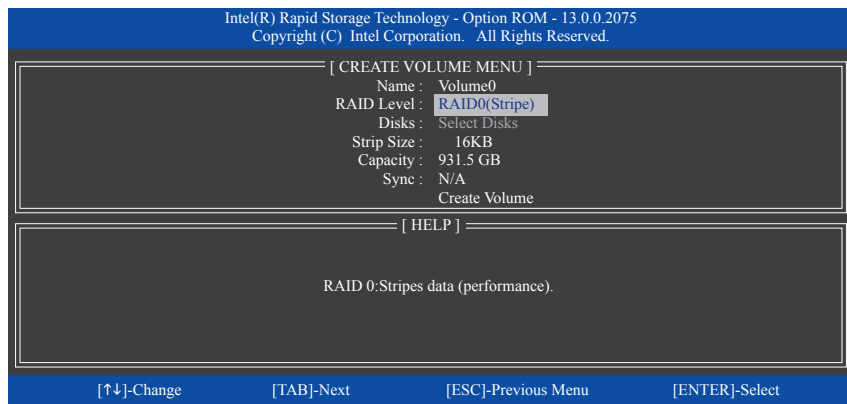 Intel(R) Rapid Storage Technology - Option ROM - 13.0.0.2075
Copyright (C) Intel Corporation. All Rights Reserved.
[ CREATE VOLUME MENU ]
Name : Volume0
RAID Level : RAID0(Stripe)
Disks : Select Disks
Strip Size : 16KB
Capacity : 931.5 GB
Sync : N/A
Create Volume
[ HELP ]
RAID 0:Stripes data (performance).
[↑↓]-Change [TAB]-Next [ESC]-Previous Menu [ENTER]-Select